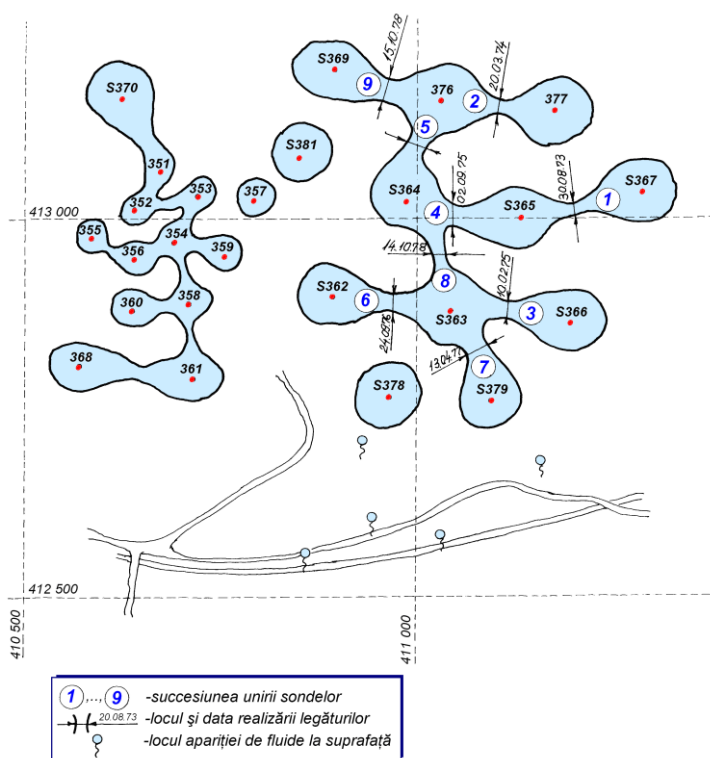 15.10.78
20.03.74
S369
9
376
2
377
S370
5
S381
351
S367
353
357
S364
02.09.75
30.08.73
1
352
4
S365
413 000
355
354
356
359
14.10.78
8
S362
6
10.02.75
360
358
S363
3
S366
24.09.76
13.04.77
368
361
7
S378
S379
412 500
410 500
411 000
1 ,..., 9 -succesiunea unirii sondelor
20.08.73 -locul şi data realizării legăturilor
-locul apariţiei de fluide la suprafaţă